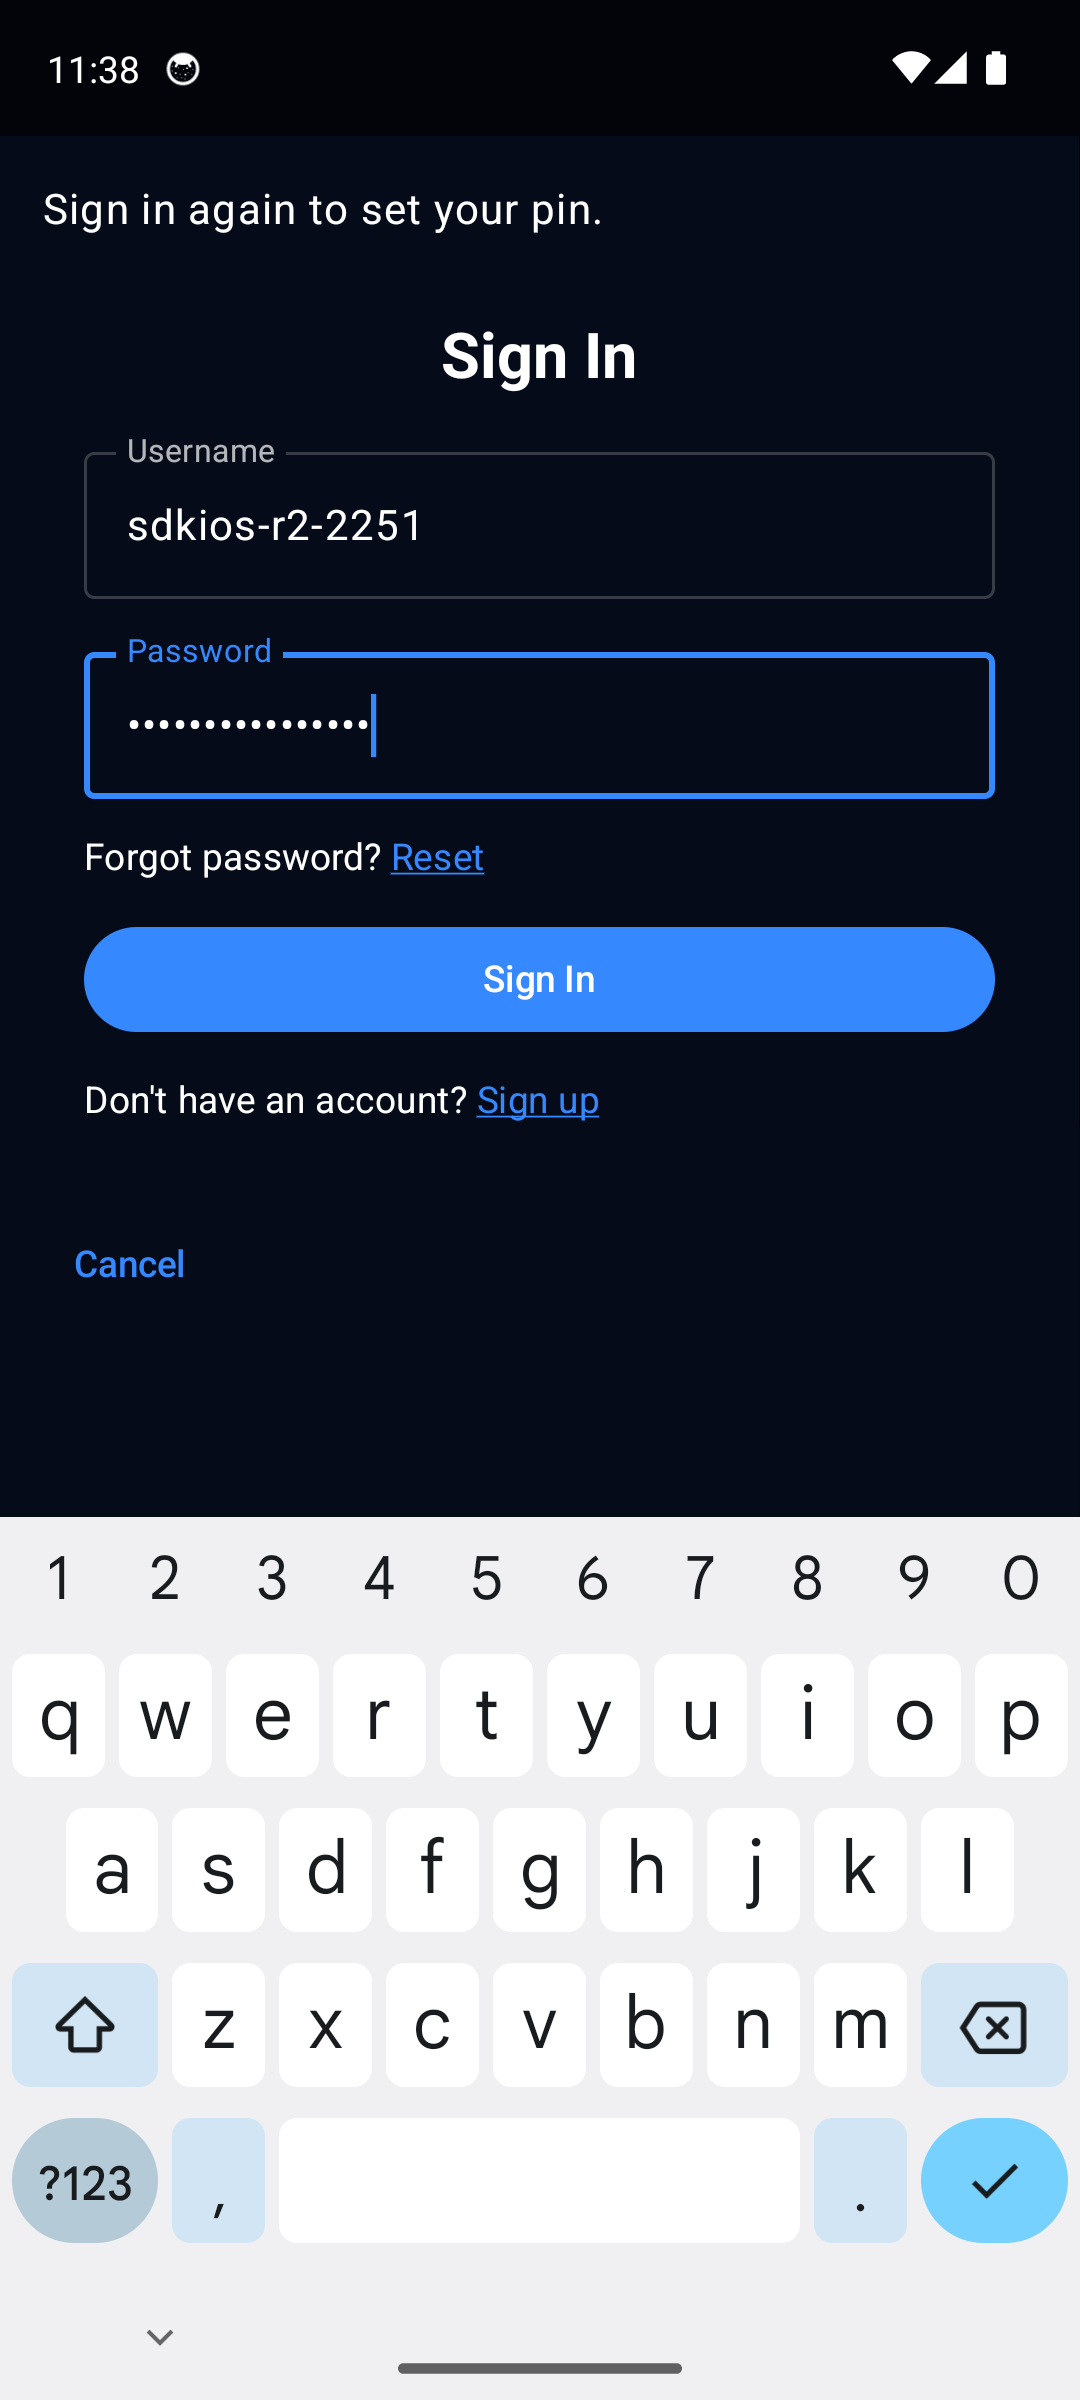 11:38
Sign in again to set your pin.
Sign In
Username
sdkios-r2-2251
Password
••••••••••••••••
Forgot password? Reset
Sign In
Don't have an account? Sign up
Cancel
1 2 3 4 5 6 7 8 9 0
q w e r t y u i o p
a s d f g h j k l
z x c v b n m
?123 , .